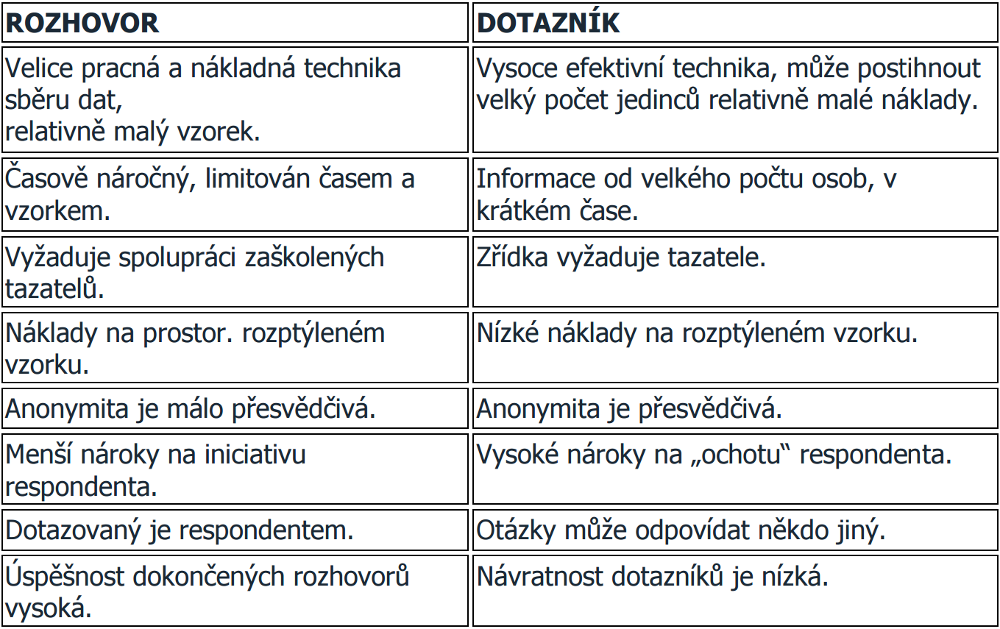 ROZHOVOR
DOTAZNÍK
Velice pracná a nákladná technika
sběru dat,
relativně malý vzorek.
Vysoce efektivní technika, může postihnout
velký počet jedinců relativně malé náklady.
Časově náročný, limitován časem a
vzorkem.
Informace od velkého počtu osob, v
krátkém čase.
Vyžaduje spolupráci zaškolených
tazatelů.
Zřídka vyžaduje tazatele.
Náklady na prostor. rozptýleném
vzorku.
Nízké náklady na rozptýleném vzorku.
Anonymita je málo přesvědčivá.
Anonymita je přesvědčivá.
Menší nároky na iniciativu
respondenta.
Vysoké nároky na „ochotu“ respondenta.
Dotazovaný je respondentem.
Otázky může odpovídat někdo jiný.
Úspěšnost dokončených rozhovorů
vysoká.
Návratnost dotazníků je nízká.